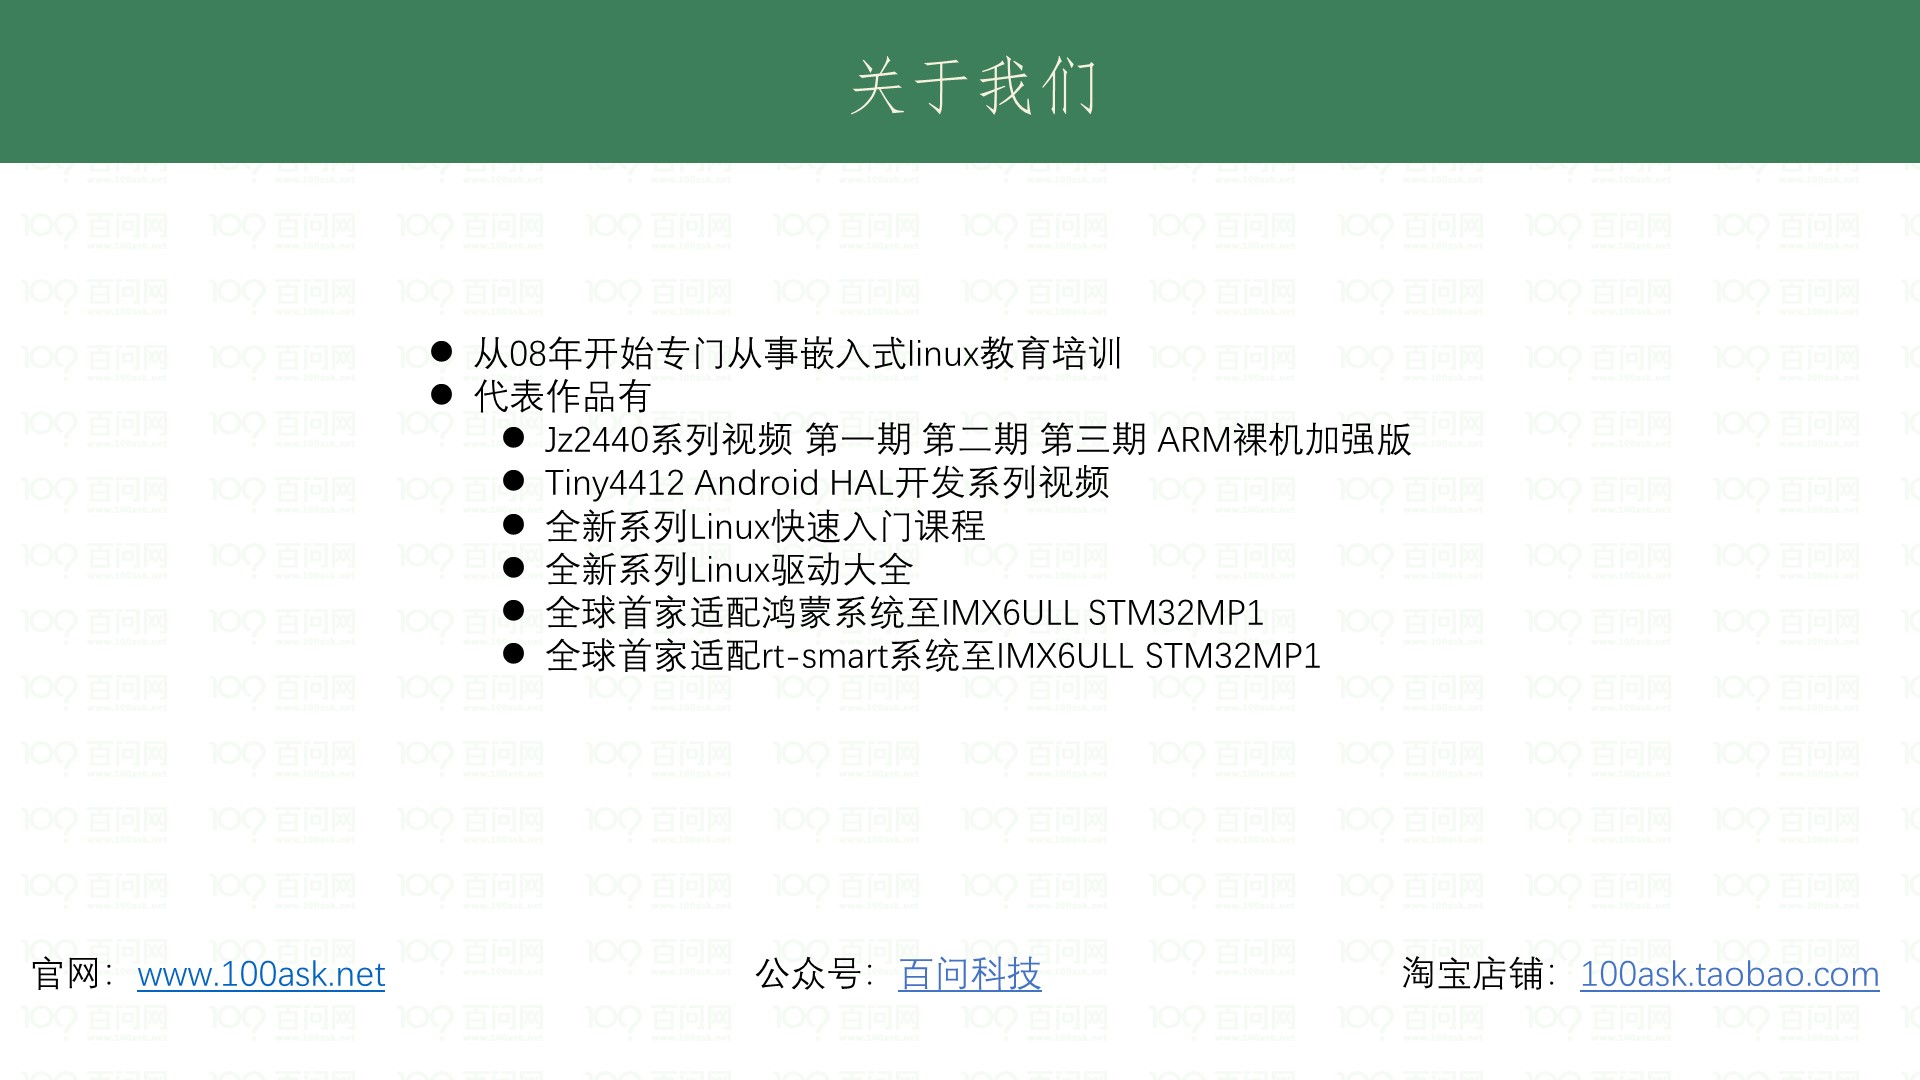 关于我们
从08年开始专门从事嵌入式linux教育培训
代表作品有
Jz2440系列视频 第一期 第二期 第三期 ARM裸机加强版
Tiny4412 Android HAL开发系列视频
全新系列Linux快速入门课程
全新系列Linux驱动大全
全球首家适配鸿蒙系统至IMX6ULL STM32MP1
全球首家适配rt-smart系统至IMX6ULL STM32MP1
官网：www.100ask.net
公众号：百问科技
淘宝店铺：100ask.taobao.com
百问网
www.100ask.net